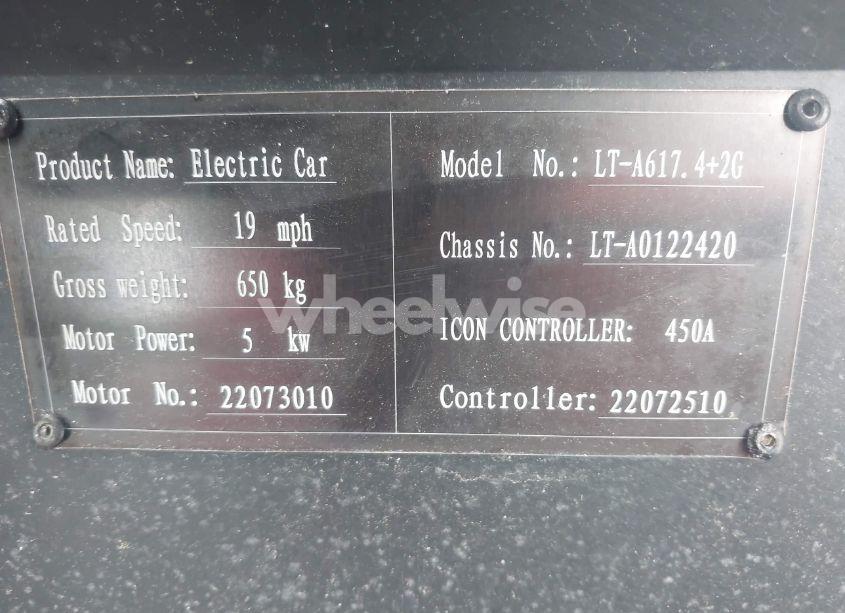 Product Name: Electric Car
Rated Speed: 19 mph
Gross weight: 650 kg
Motor Power: 5 kw
Motor No.: 22073010
Model No.: LT-A617.4+2G
Chassis No.: LT-A0122420
ICON CONTROLLER: 450A
Controller: 22072510
wheelwise